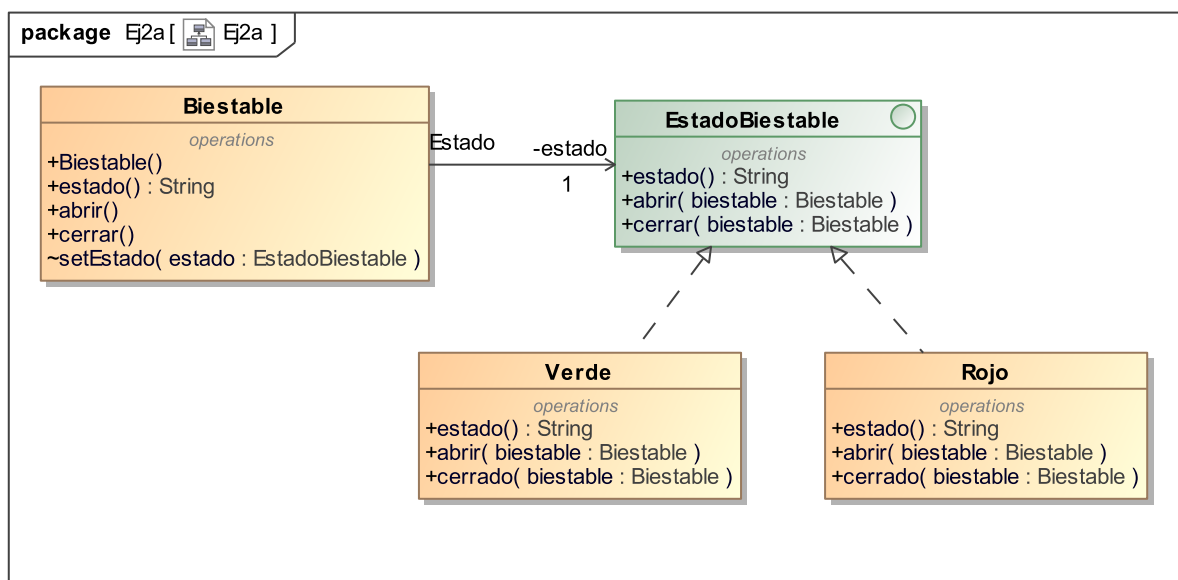 package Ej2a [ Ej2a ]
Biestable
operations
+Biestable()
+estado() : String
+abrir()
+cerrar()
~setEstado( estado : EstadoBiestable )
Estado
-estado
1
EstadoBiestable
operations
+estado() : String
+abrir( biestable : Biestable )
+cerrar( biestable : Biestable )
Verde
operations
+estado() : String
+abrir( biestable : Biestable )
+cerrado( biestable : Biestable )
Rojo
operations
+estado() : String
+abrir( biestable : Biestable )
+cerrado( biestable : Biestable )